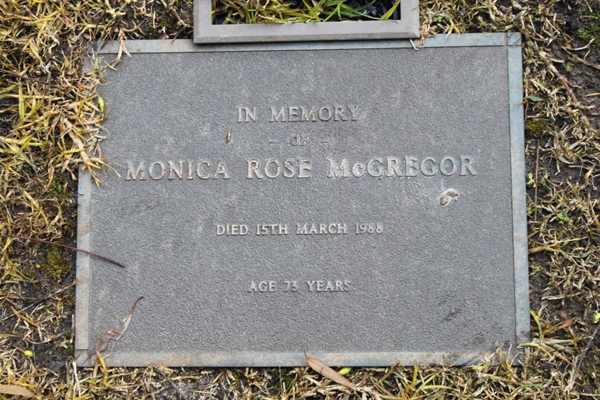 IN MEMORY
- OF -
MONICA ROSE McGREGOR
DIED 15TH MARCH 1988
AGE 73 YEARS